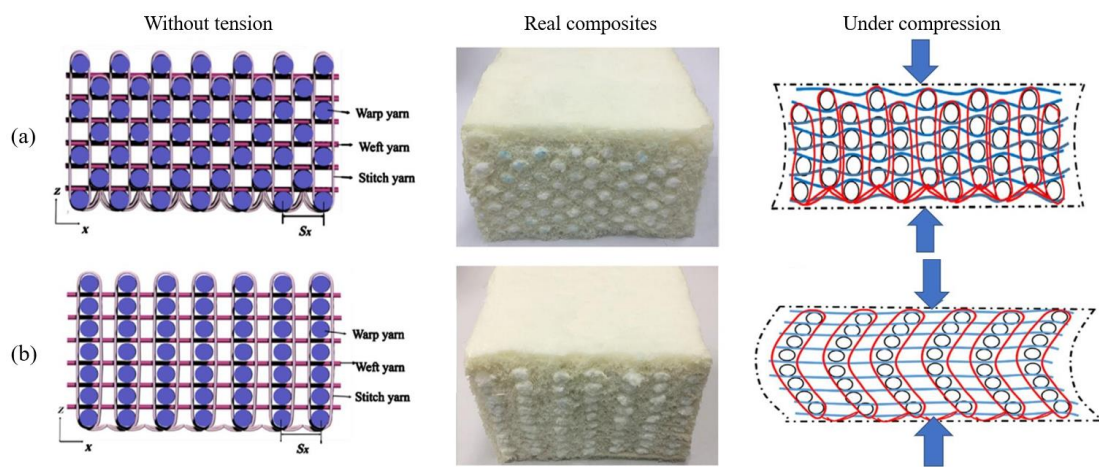 Without tension
Real composites
Under compression
(a)
Warp yarn
Weft yarn
Stitch yarn
z
x
Sx
(b)
Warp yarn
Weft yarn
Stitch yarn
z
x
Sx